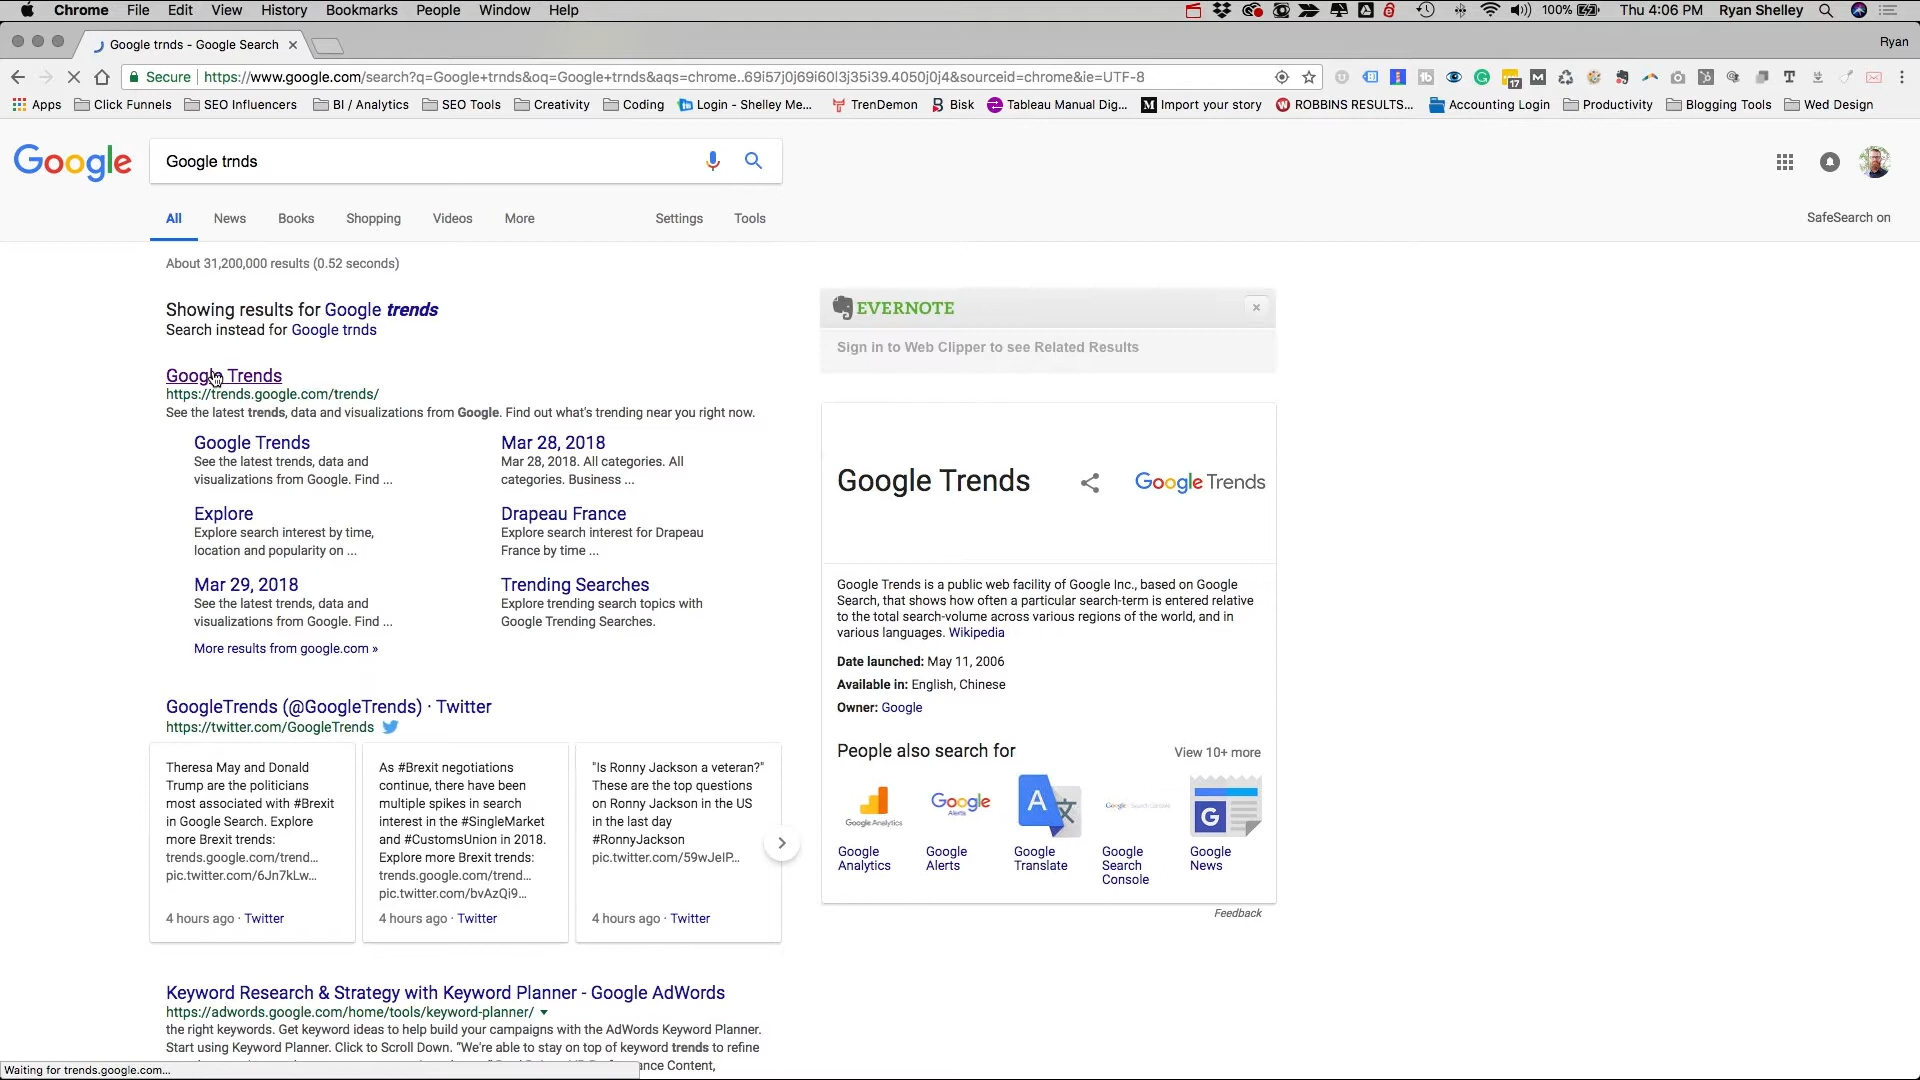 Chrome File Edit View History Bookmarks People Window Help 100% Thu 4:06 PM Ryan Shelley
Google trnds - Google Search Ryan
Secure https://www.google.com/search?q=Google+trnds&oq=Google+trnds&aqs=chrome..69i57j0j69i60l3j35i39.4050j0j4&sourceid=chrome&ie=UTF-8 17
Apps Click Funnels SEO Influencers BI / Analytics SEO Tools Creativity Coding Login - Shelley Me... TrenDemon Bisk Tableau Manual Dig... Import your story ROBBINS RESULTS... Accounting Login Productivity Blogging Tools Wed Design
Google Google trnds
All News Books Shopping Videos More Settings Tools SafeSearch on
About 31,200,000 results (0.52 seconds)
Showing results for Google trends
Search instead for Google trnds
Google Trends
https://trends.google.com/trends/
See the latest trends, data and visualizations from Google. Find out what's trending near you right now.
Google Trends
See the latest trends, data and
visualizations from Google. Find ...
Mar 28, 2018
Mar 28, 2018. All categories. All
categories. Business ...
Explore
Explore search interest by time,
location and popularity on ...
Drapeau France
Explore search interest for Drapeau
France by time ...
Mar 29, 2018
See the latest trends, data and
visualizations from Google. Find ...
Trending Searches
Explore trending search topics with
Google Trending Searches.
More results from google.com »
GoogleTrends (@GoogleTrends) · Twitter
https://twitter.com/GoogleTrends
Theresa May and Donald
Trump are the politicians
most associated with #Brexit
in Google Search. Explore
more Brexit trends:
trends.google.com/trend...
pic.twitter.com/6Jn7kLw...
4 hours ago · Twitter
As #Brexit negotiations
continue, there have been
multiple spikes in search
interest in the #SingleMarket
and #CustomsUnion in 2018.
Explore more Brexit trends:
trends.google.com/trend...
pic.twitter.com/bvAzQi9...
4 hours ago · Twitter
"Is Ronny Jackson a veteran?"
These are the top questions
on Ronny Jackson in the US
in the last day
#RonnyJackson
pic.twitter.com/59wJeIP...
4 hours ago · Twitter
Keyword Research & Strategy with Keyword Planner - Google AdWords
https://adwords.google.com/home/tools/keyword-planner/
the right keywords. Get keyword ideas to help build your campaigns with the AdWords Keyword Planner.
Start using Keyword Planner. Click to Scroll Down. "We're able to stay on top of keyword trends to refine
ance Content,
Waiting for trends.google.com...
EVERNOTE
Sign in to Web Clipper to see Related Results
Google Trends Google Trends
Google Trends is a public web facility of Google Inc., based on Google
Search, that shows how often a particular search-term is entered relative
to the total search-volume across various regions of the world, and in
various languages. Wikipedia
Date launched: May 11, 2006
Available in: English, Chinese
Owner: Google
People also search for View 10+ more
Google Analytics
Google Alerts
Google
Analytics
Google
Alerts
Google
Translate
Google
Search
Console
Google
News
Feedback